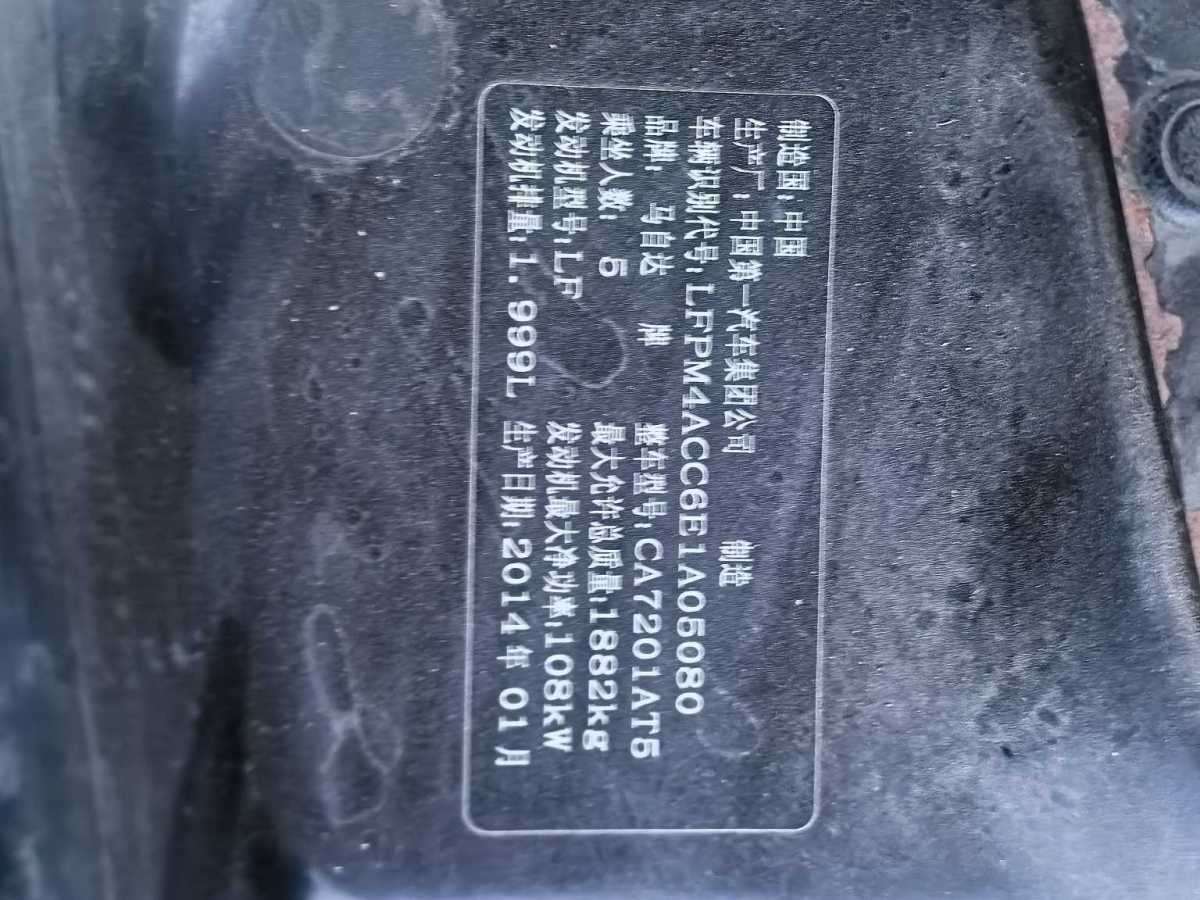 制造国:中国
生产厂:中国第一汽车集团公司 制造
车辆识别代号:LFPM4ACC6E1A05080
品牌: 马自达 牌 整车型号:CA7201AT5
乘坐人数: 5 最大允许总质量:1882kg
发动机型号:LF 发动机最大净功率:108kW
发动机排量:1.999L 生产日期:2014年 01月